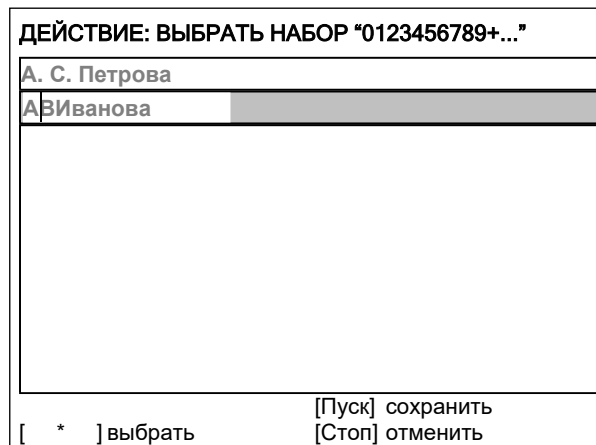 ДЕЙСТВИЕ: ВЫБРАТЬ НАБОР “0123456789+...”
А. С. Петрова
АВИванова
[Пуск] сохранить
[ * ] выбрать [Стоп] отменить